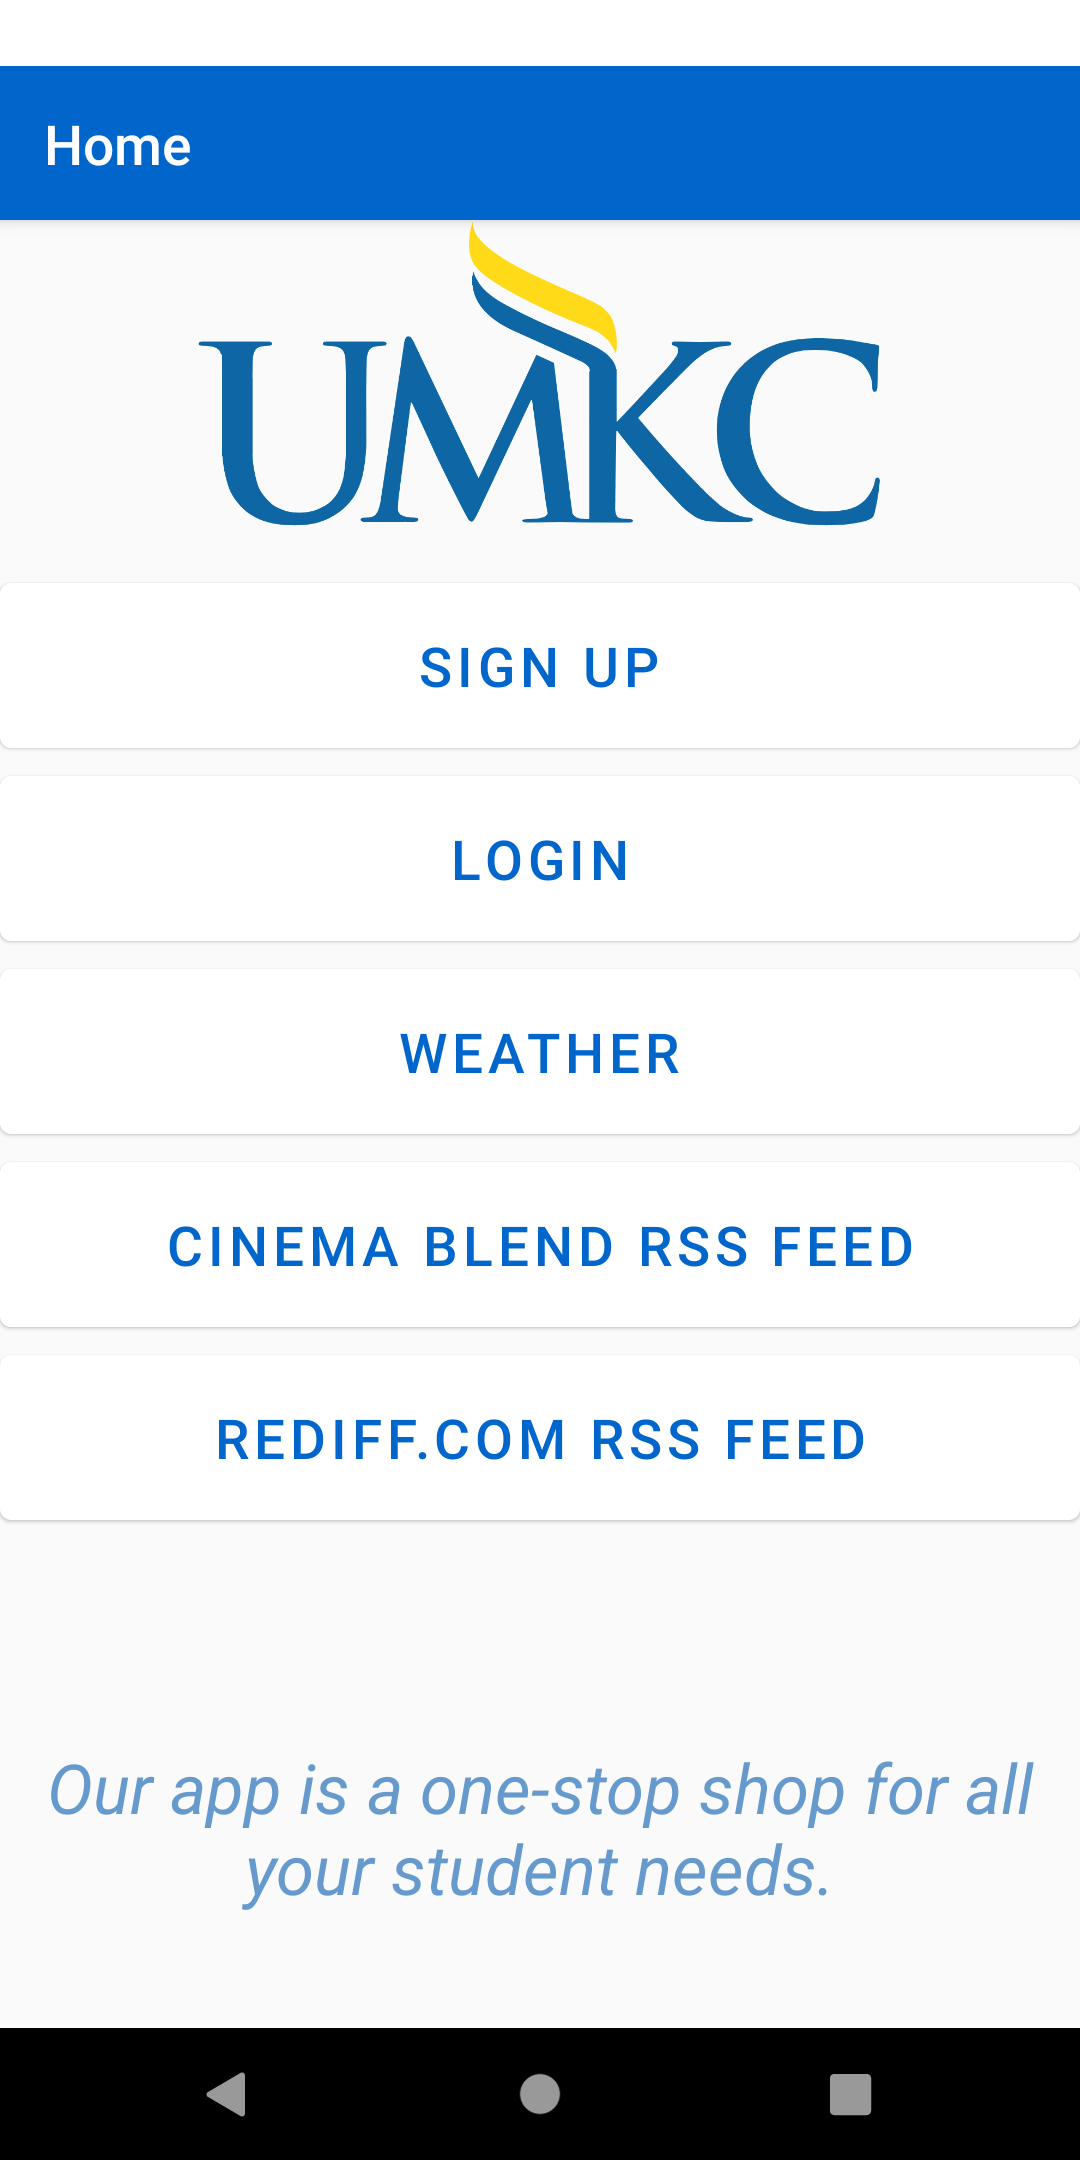 Home
UMKC
SIGN UP
LOGIN
WEATHER
CINEMA BLEND RSS FEED
REDIFF.COM RSS FEED
Our app is a one-stop shop for all
your student needs.